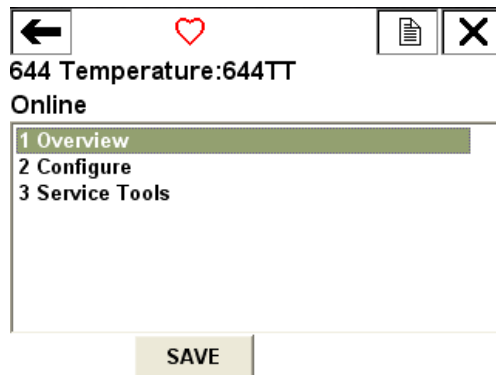 644 Temperature:644TT
Online
1 Overview
2 Configure
3 Service Tools
SAVE